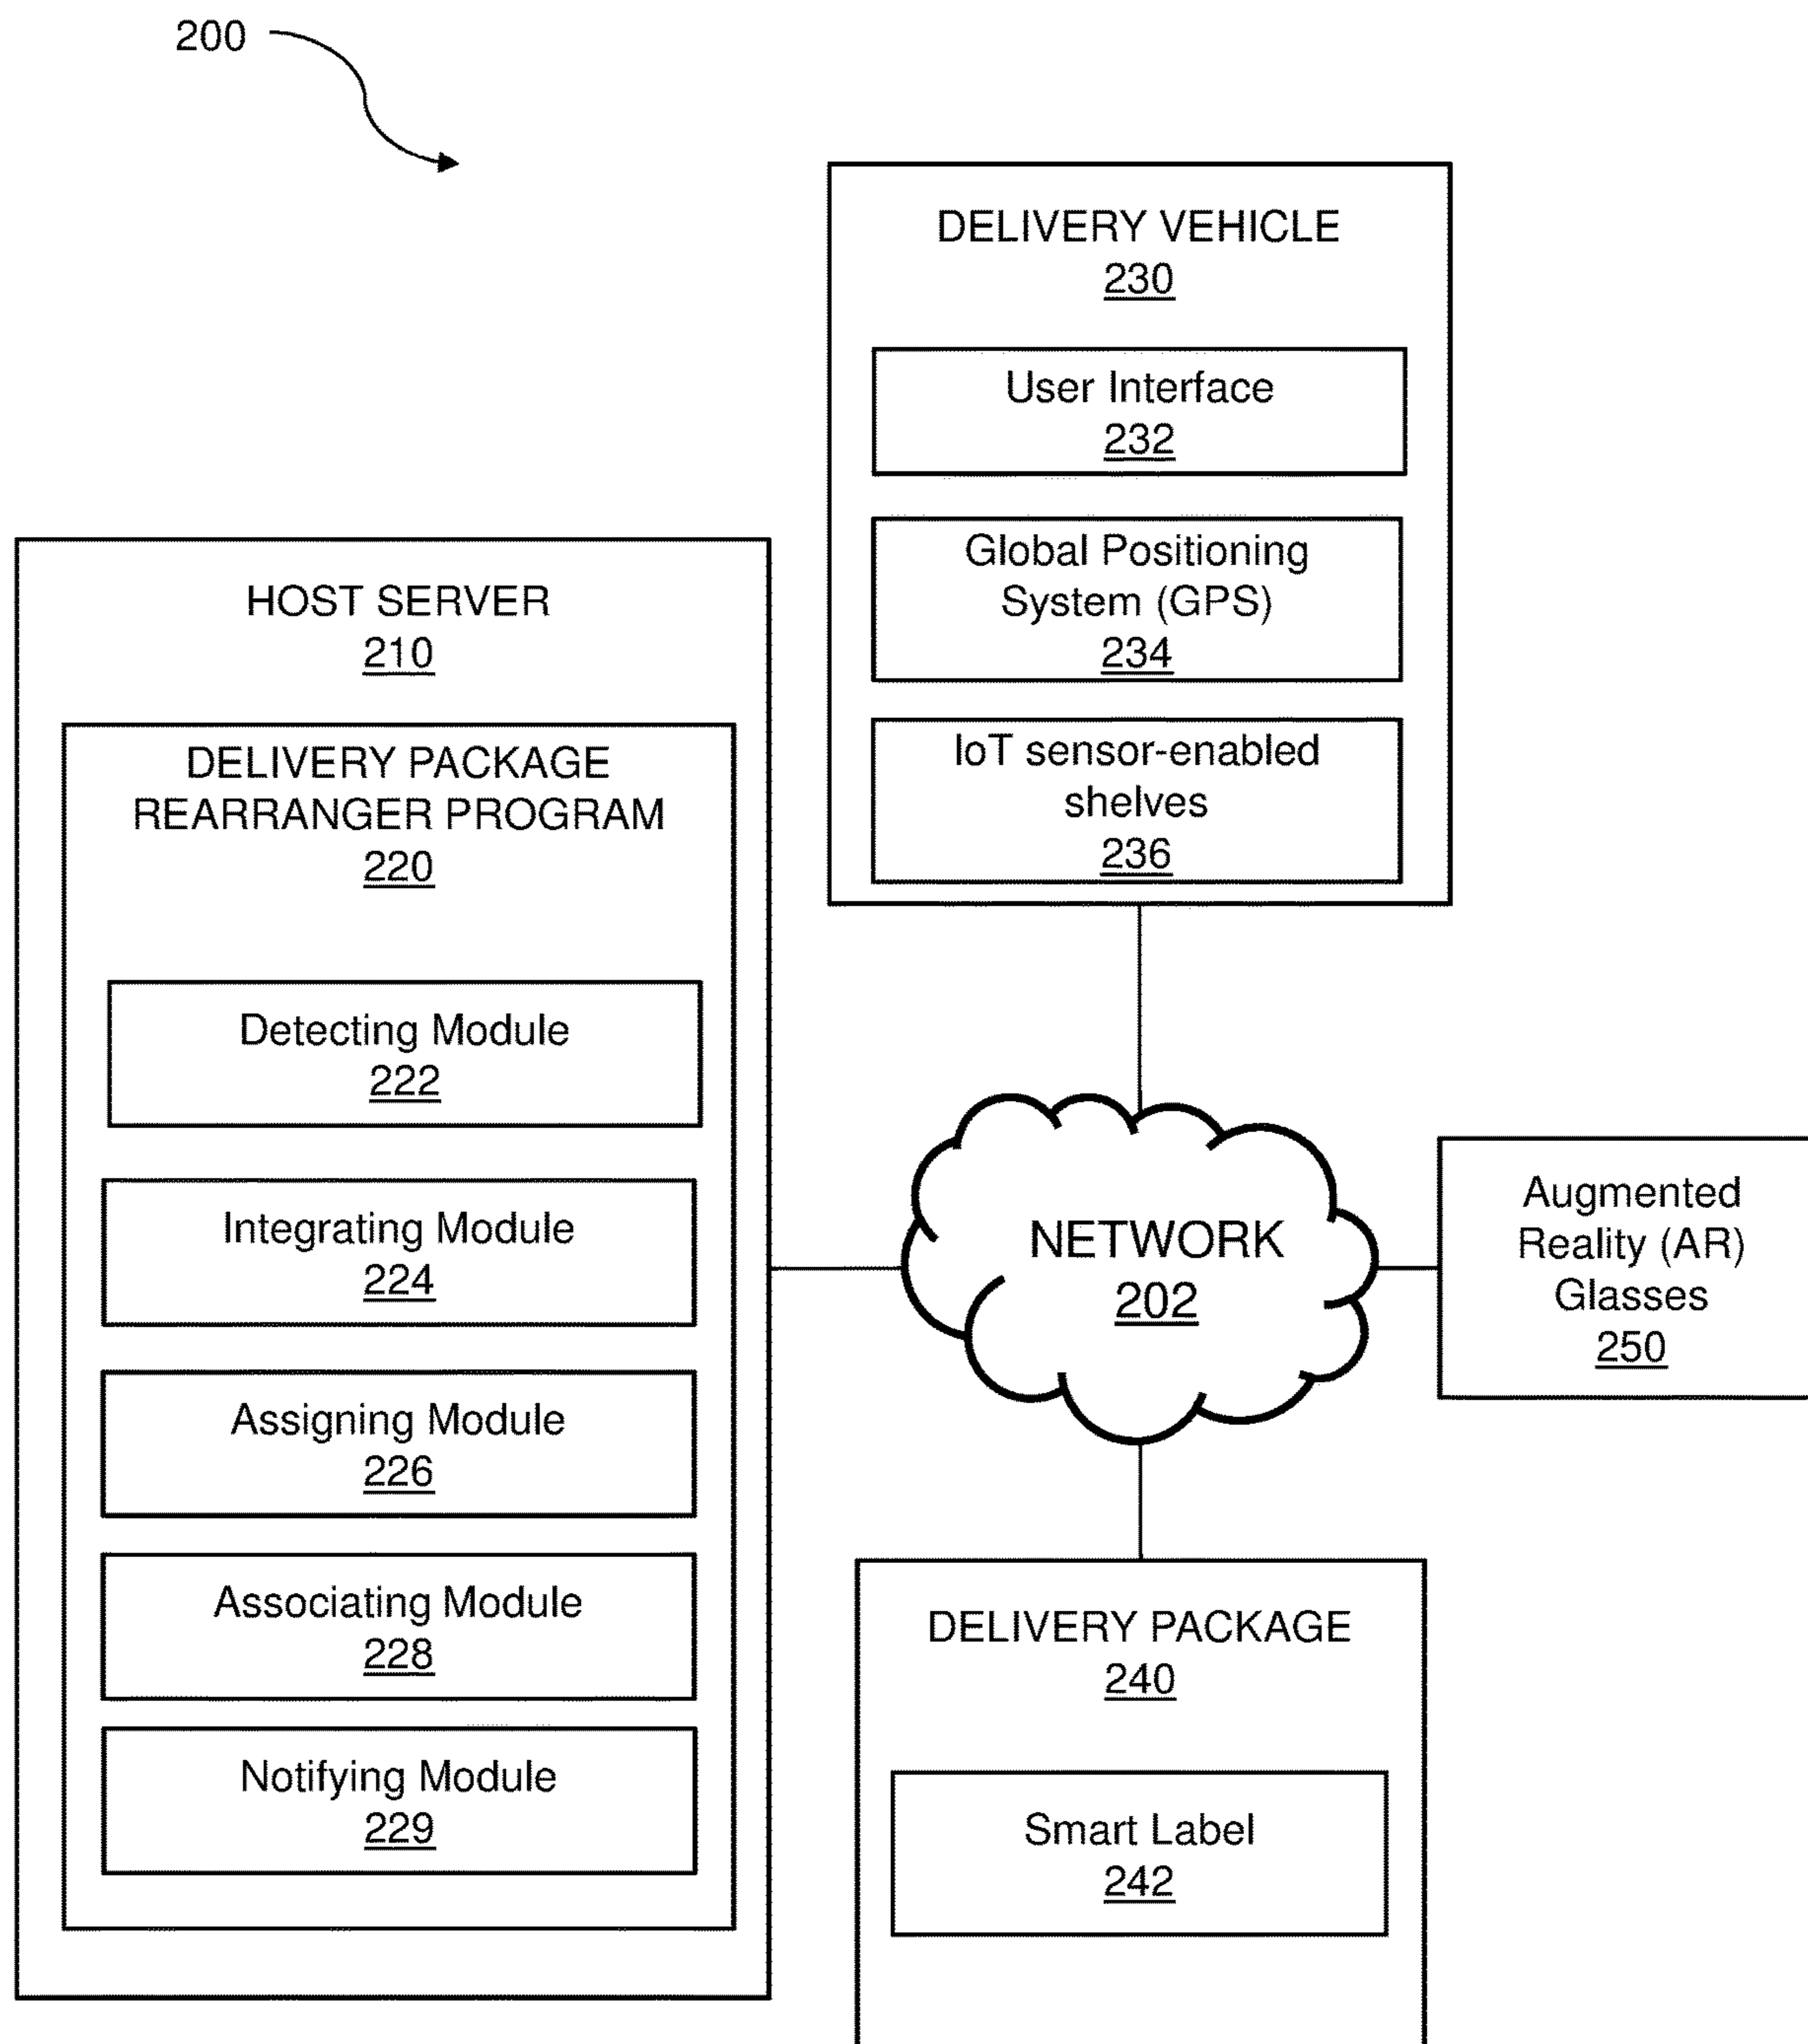 200
DELIVERY VEHICLE
230
User Interface
232
Global Positioning
System (GPS)
234
IoT sensor-enabled
shelves
236
HOST SERVER
210
DELIVERY PACKAGE
REARRANGER PROGRAM
220
Detecting Module
222
Integrating Module
224
Assigning Module
226
Associating Module
228
Notifying Module
229
NETWORK
202
Augmented
Reality (AR)
Glasses
250
DELIVERY PACKAGE
240
Smart Label
242